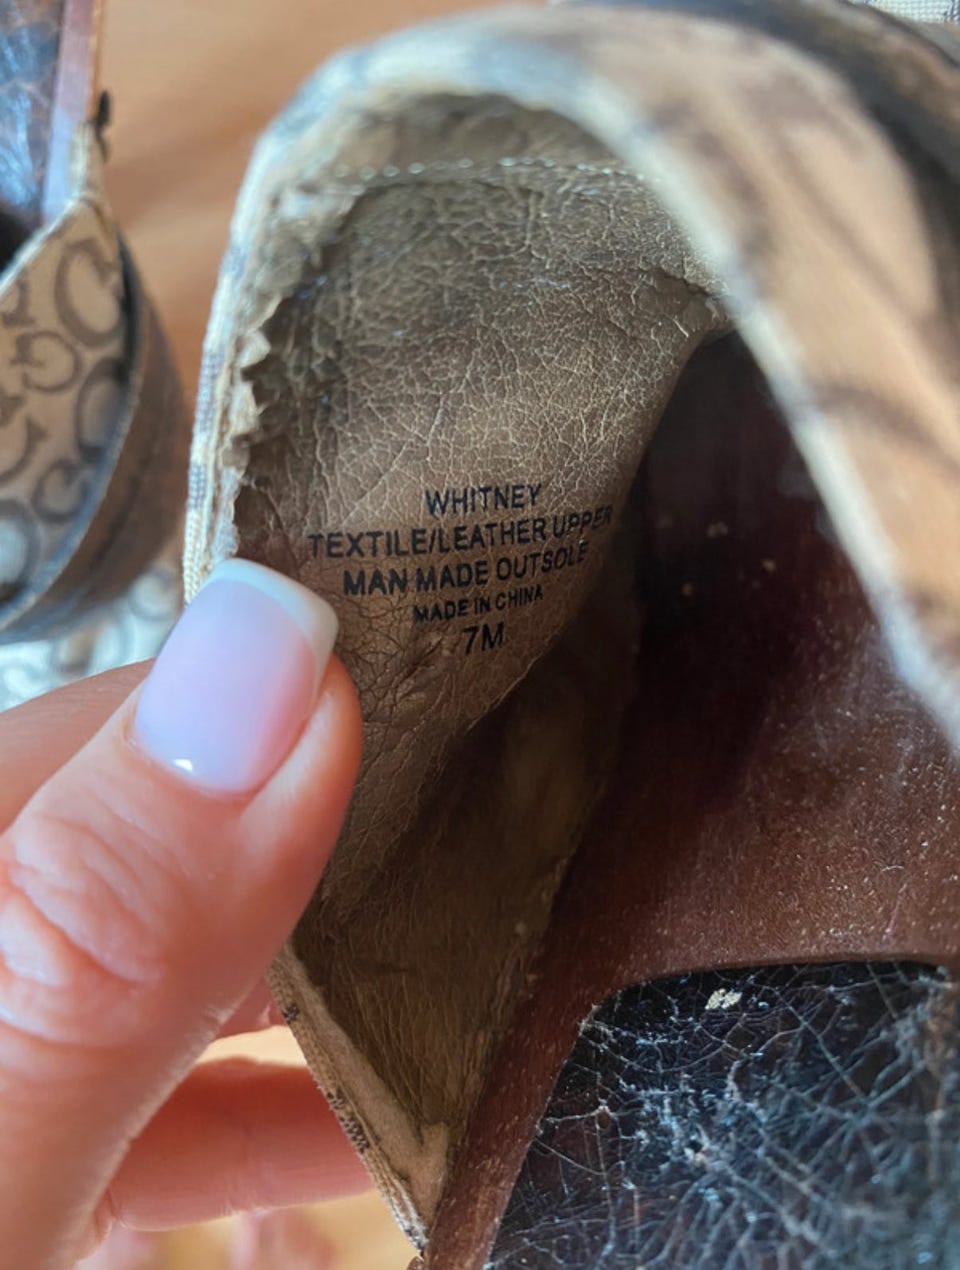 WHITNEY
TEXTILE/LEATHER UPPER
MAN MADE OUTSOLE
MADE IN CHINA
7M